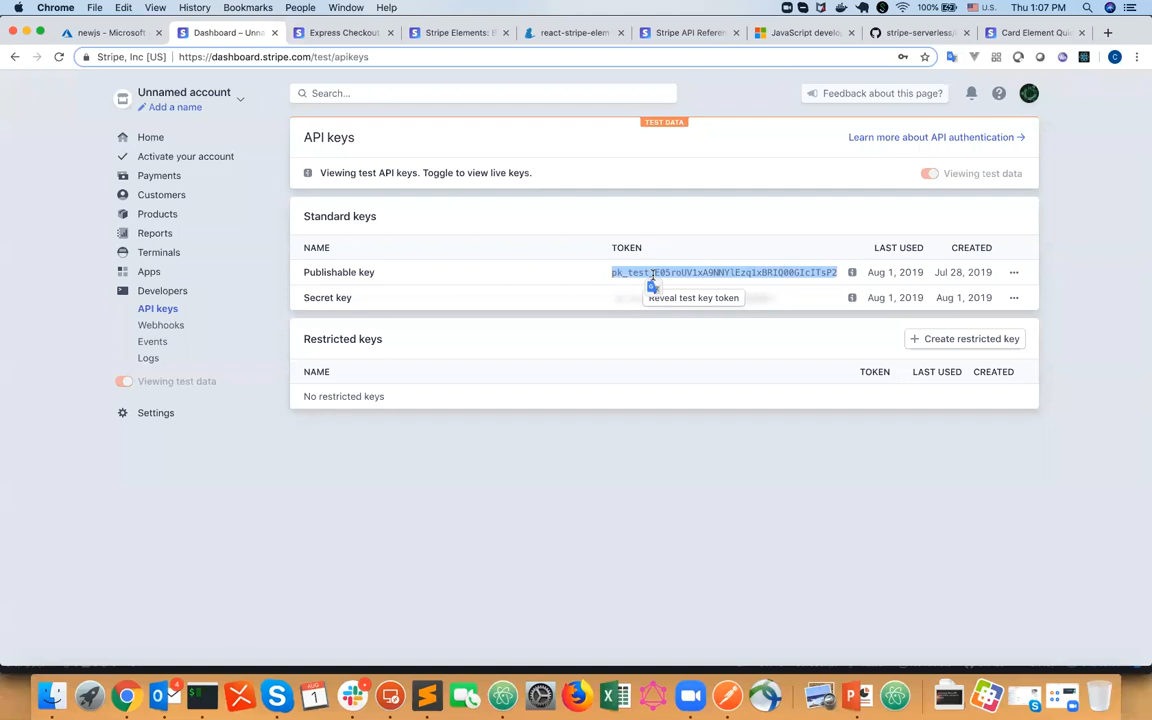 Chrome File Edit View History Bookmarks People Window Help 100% U.S. Thu 1:07 PM
newjs - Microsoft Dashboard – Unna Express Checkout Stripe Elements: B react-stripe-elem Stripe API Referen JavaScript develo stripe-serverless/ Card Element Quic
Stripe, Inc [US] https://dashboard.stripe.com/test/apikeys C
Unnamed account
Add a name
Search...
Feedback about this page?
Home
Activate your account
Payments
Customers
Products
Reports
Terminals
Apps
Developers
API keys
Webhooks
Events
Logs
Viewing test data
Settings
TEST DATA
API keys
Learn more about API authentication
Viewing test API keys. Toggle to view live keys.
Viewing test data
Standard keys
NAME TOKEN LAST USED CREATED
Publishable key Aug 1, 2019 Jul 28, 2019
Secret key Reveal test key token Aug 1, 2019 Aug 1, 2019
Restricted keys
Create restricted key
NAME TOKEN LAST USED CREATED
No restricted keys
4
1